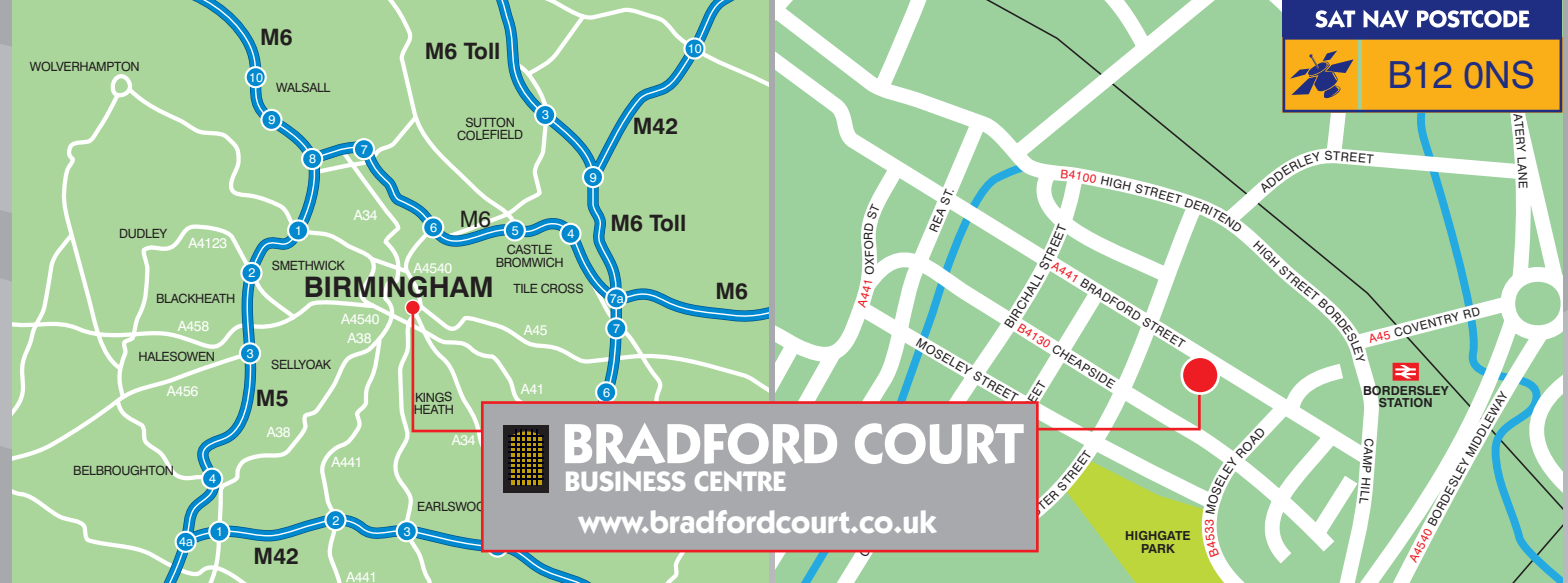 M6
M6 Toll
10
WOLVERHAMPTON
10
WALSALL
9
3
SUTTON
COLEFIELD
M42
8
7
9
A34
M6
6
5
4
M6 Toll
DUDLEY
A4123
1
CASTLE
BROMWICH
2
SMETHWICK
A4540
BIRMINGHAM
TILE CROSS
BLACKHEATH
7a
M6
A458
A4540
A38
A45
7
HALESOWEN
3
SELLYOAK
A456
M5
KINGS
HEATH
A41
6
A38
A34
BELBROUGHTON
4
A441
4a
1
2
3
M42
A441
SAT NAV POSTCODE
B12 0NS
ADDERLEY STREET
B4100 HIGH STREET DERITEND
A441 OXFORD ST
REA ST.
BIRCHALL STREET
A441 BRADFORD STREET
HIGH STREET BORDESLEY
B4130 CHEAPSIDE
MOSELEY STREET
A45 COVENTRY RD
BORDERSLEY
STATION
CAMP HILL
A4540 BORDESLEY MIDDLEWAY
B4533 MOSELEY ROAD
HIGHGATE
PARK
BRADFORD COURT
BUSINESS CENTRE
www.bradfordcourt.co.uk